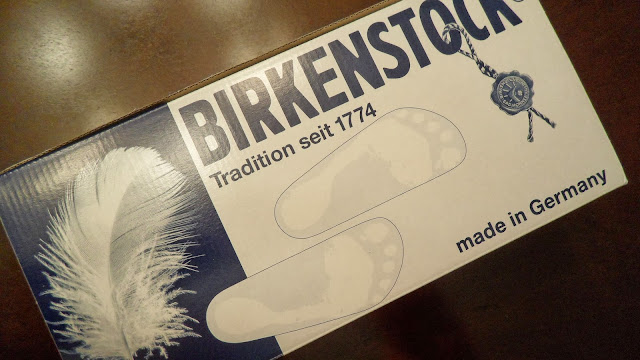 BIRKENSTOCK
Tradition seit 1774
made in Germany